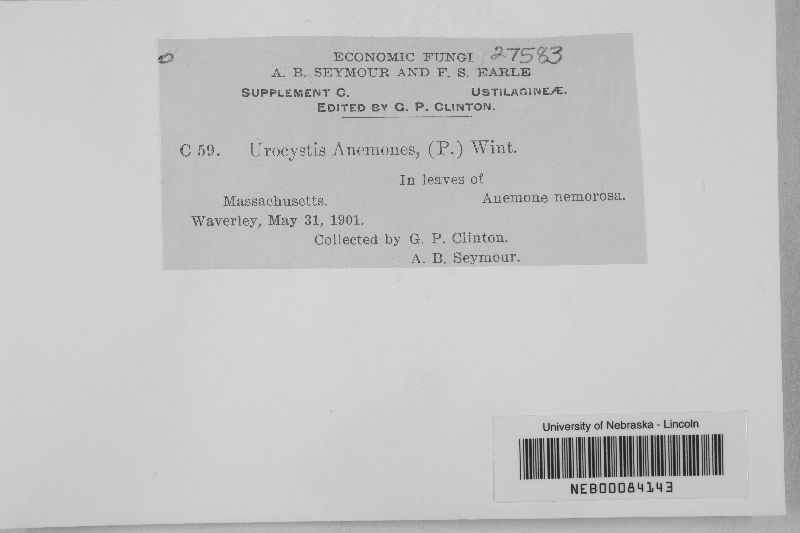 ECONOMIC FUNGI 27583
A. B. SEYMOUR AND F. S. EARLE
SUPPLEMENT C. USTILAGINEÆ.
EDITED BY G. P. CLINTON.
C 59. Urocystis Anemones, (P.) Wint.
In leaves of
Massachusetts. Anemone nemorosa.
Waverley, May 31, 1901.
Collected by G. P. Clinton.
A. B. Seymour.
University of Nebraska - Lincoln
NEB00084143